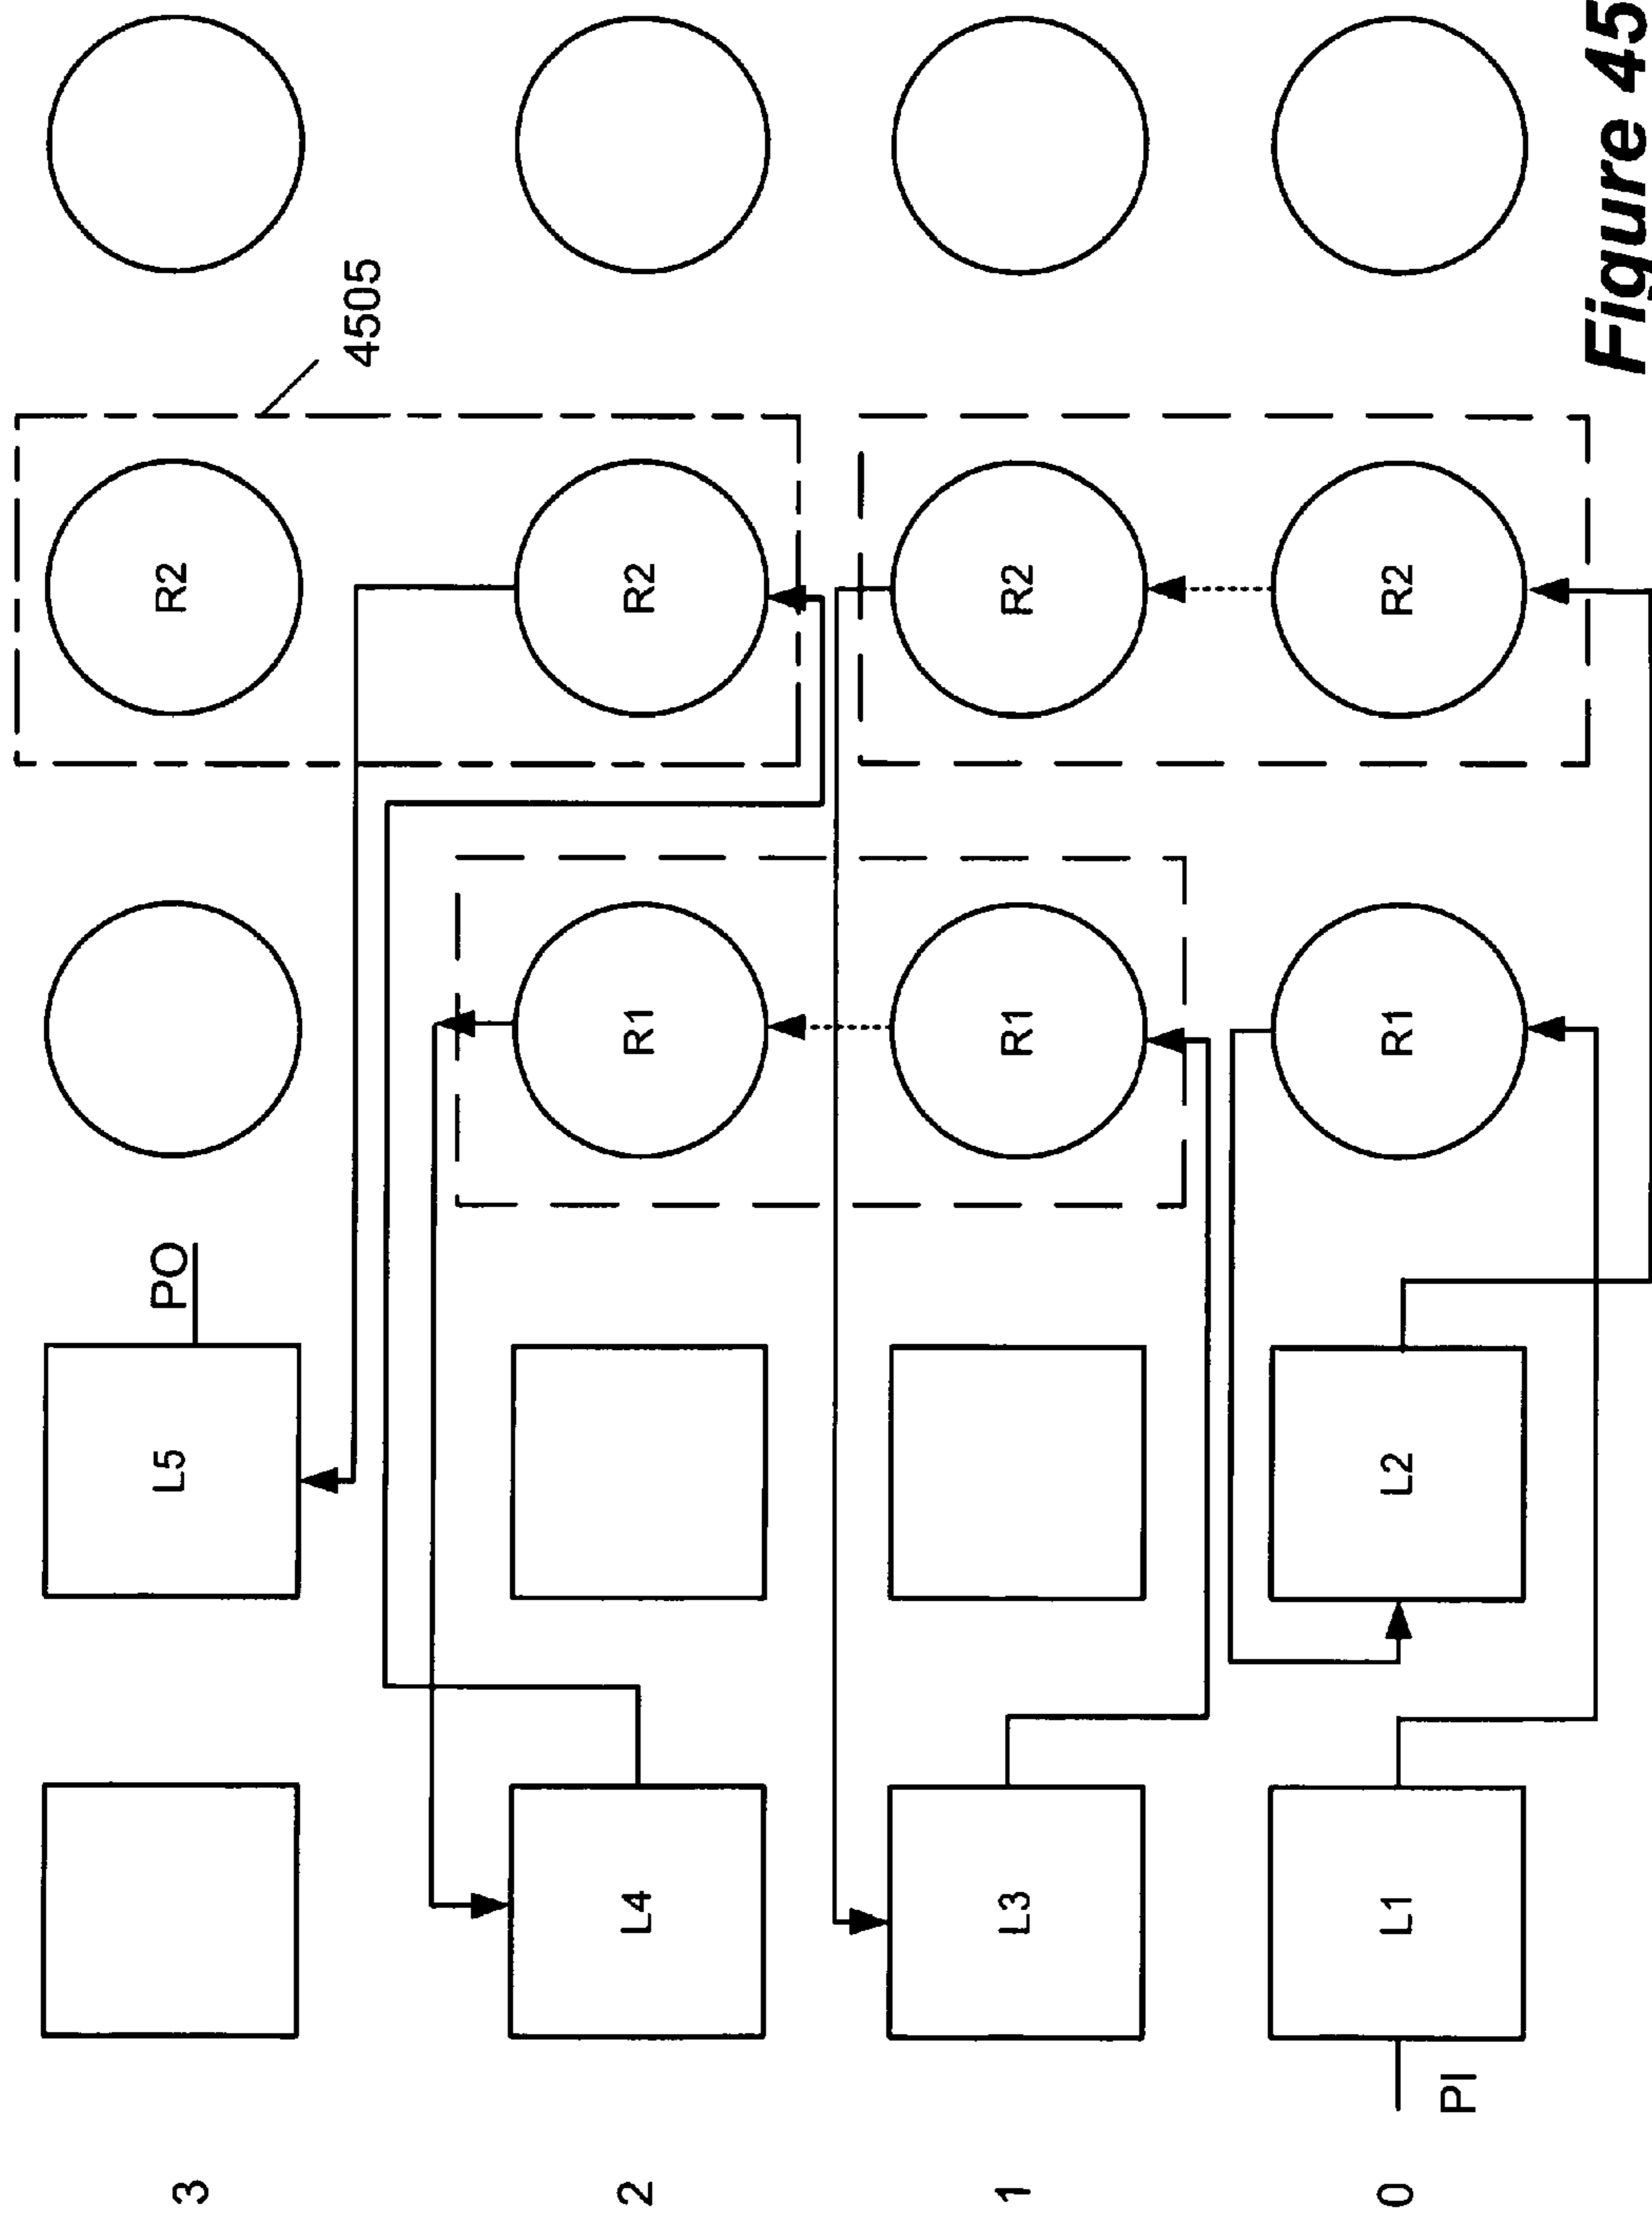 3 L5 PO R2
4505
2 L4 R1 R2
1 L3 R1 R2
0 L1 L2 R1 R2
PI
Figure 45